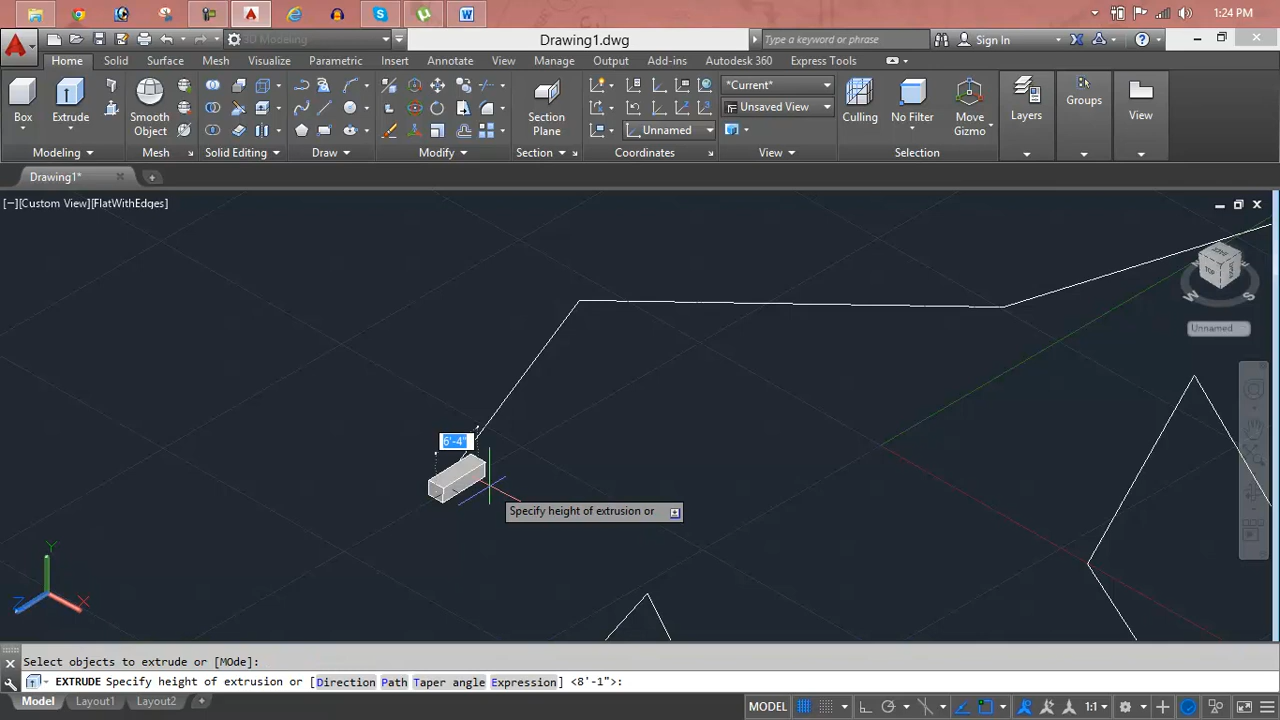 1:24 PM
3D Modeling
Drawing1.dwg
Type a keyword or phrase
Sign In
Home Solid Surface Mesh Visualize Parametric Insert Annotate View Manage Output Add-ins Autodesk 360 Express Tools
*Current*
Unsaved View
Unnamed
Box Extrude Smooth Object Section Plane Culling No Filter Move Gizmo Layers Groups View
Modeling Mesh Solid Editing Draw Modify Section Coordinates View Selection
Drawing1*
[−][Custom View][FlatWithEdges]
TOP
W S
Unnamed
6'-4"
Specify height of extrusion or
Y
Z X
Select objects to extrude or [MOde]:
EXTRUDE Specify height of extrusion or [Direction Path Taper angle Expression] <8'-1">:
Model Layout1 Layout2
MODEL 1:1